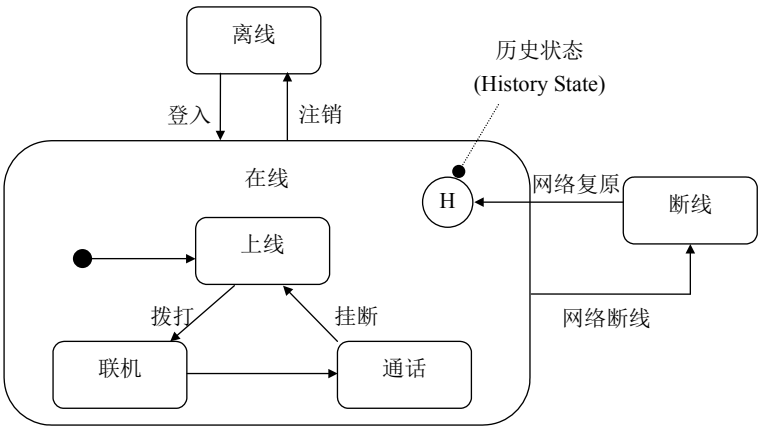 离线
历史状态
(History State)
登入
注销
在线
H
网络复原
断线
上线
拨打
挂断
网络断线
联机
通话